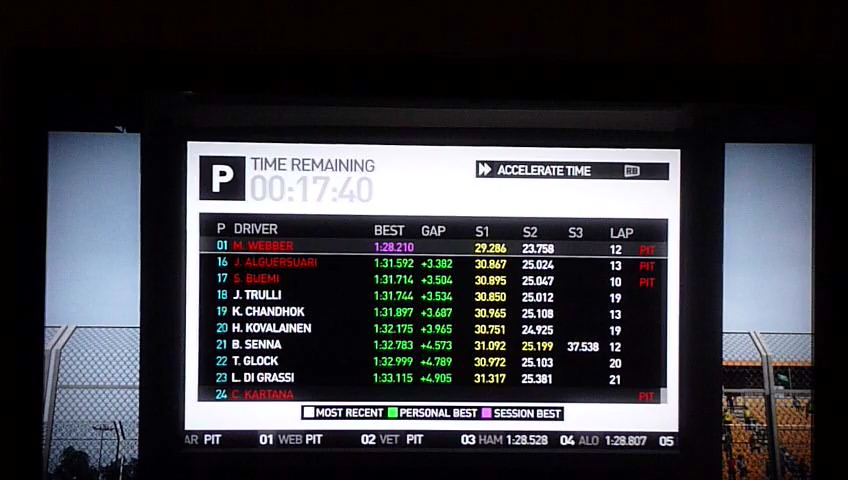 P
TIME REMAINING
00:17:40
ACCELERATE TIME RB
P DRIVER BEST GAP S1 S2 S3 LAP
01 M. WEBBER 1:28.210 29.286 23.758 12 PIT
16 J. ALGUERSUARI 1:31.592 +3.382 30.867 25.024 13 PIT
17 S. BUEMI 1:31.714 +3.504 30.895 25.047 10 PIT
18 J. TRULLI 1:31.744 +3.534 30.850 25.012 19
19 K. CHANDHOK 1:31.897 +3.687 30.965 25.108 13
20 H. KOVALAINEN 1:32.175 +3.965 30.751 24.925 19
21 B. SENNA 1:32.783 +4.573 31.092 25.199 37.538 12
22 T. GLOCK 1:32.999 +4.789 30.972 25.103 20
23 L. DI GRASSI 1:33.115 +4.905 31.317 25.381 21
24 C. KARTANA PIT
MOST RECENT PERSONAL BEST SESSION BEST
AR PIT 01 WEB PIT 02 VET PIT 03 HAM 1:28.528 04 ALO 1:28.807 05